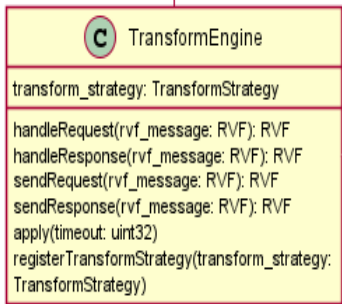 C TransformEngine
transform_strategy: TransformStrategy
handleRequest(rvf_message: RVF): RVF
handleResponse(rvf_message: RVF): RVF
sendRequest(rvf_message: RVF): RVF
sendResponse(rvf_message: RVF): RVF
apply(timeout: uint32)
registerTransformStrategy(transform_strategy:
TransformStrategy)